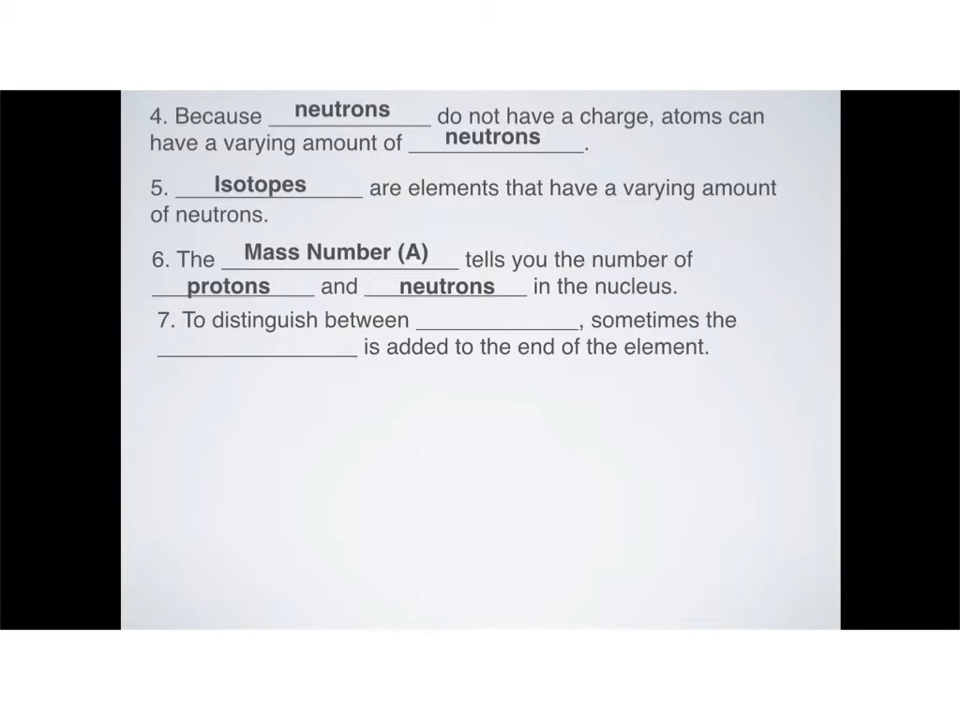 4. Because neutrons do not have a charge, atoms can
have a varying amount of neutrons.
5. Isotopes are elements that have a varying amount
of neutrons.
6. The Mass Number (A) tells you the number of
protons and neutrons in the nucleus.
7. To distinguish between ______________, sometimes the
_________________ is added to the end of the element.